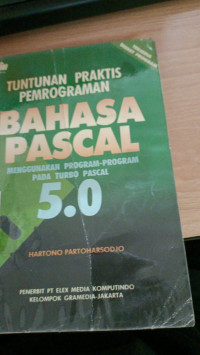 TUNTUNAN PRAKTIS
PEMROGRAMAN
BAHASA
PASCAL
MENGGUNAKAN PROGRAM-PROGRAM
PADA TURBO PASCAL
5.0
HARTONO PARTOHARSODJO
PENERBIT PT ELEX MEDIA KOMPUTINDO
KELOMPOK GRAMEDIA-JAKARTA